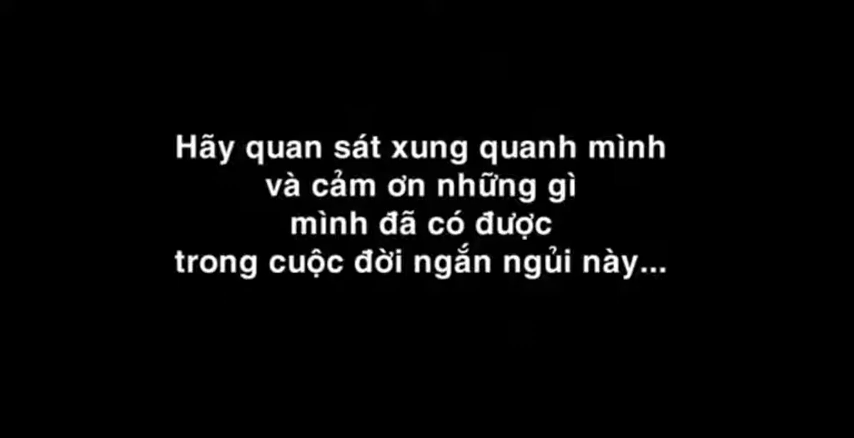 Hãy quan sát xung quanh mình
và cảm ơn những gì
mình đã có được
trong cuộc đời ngắn ngủi này...